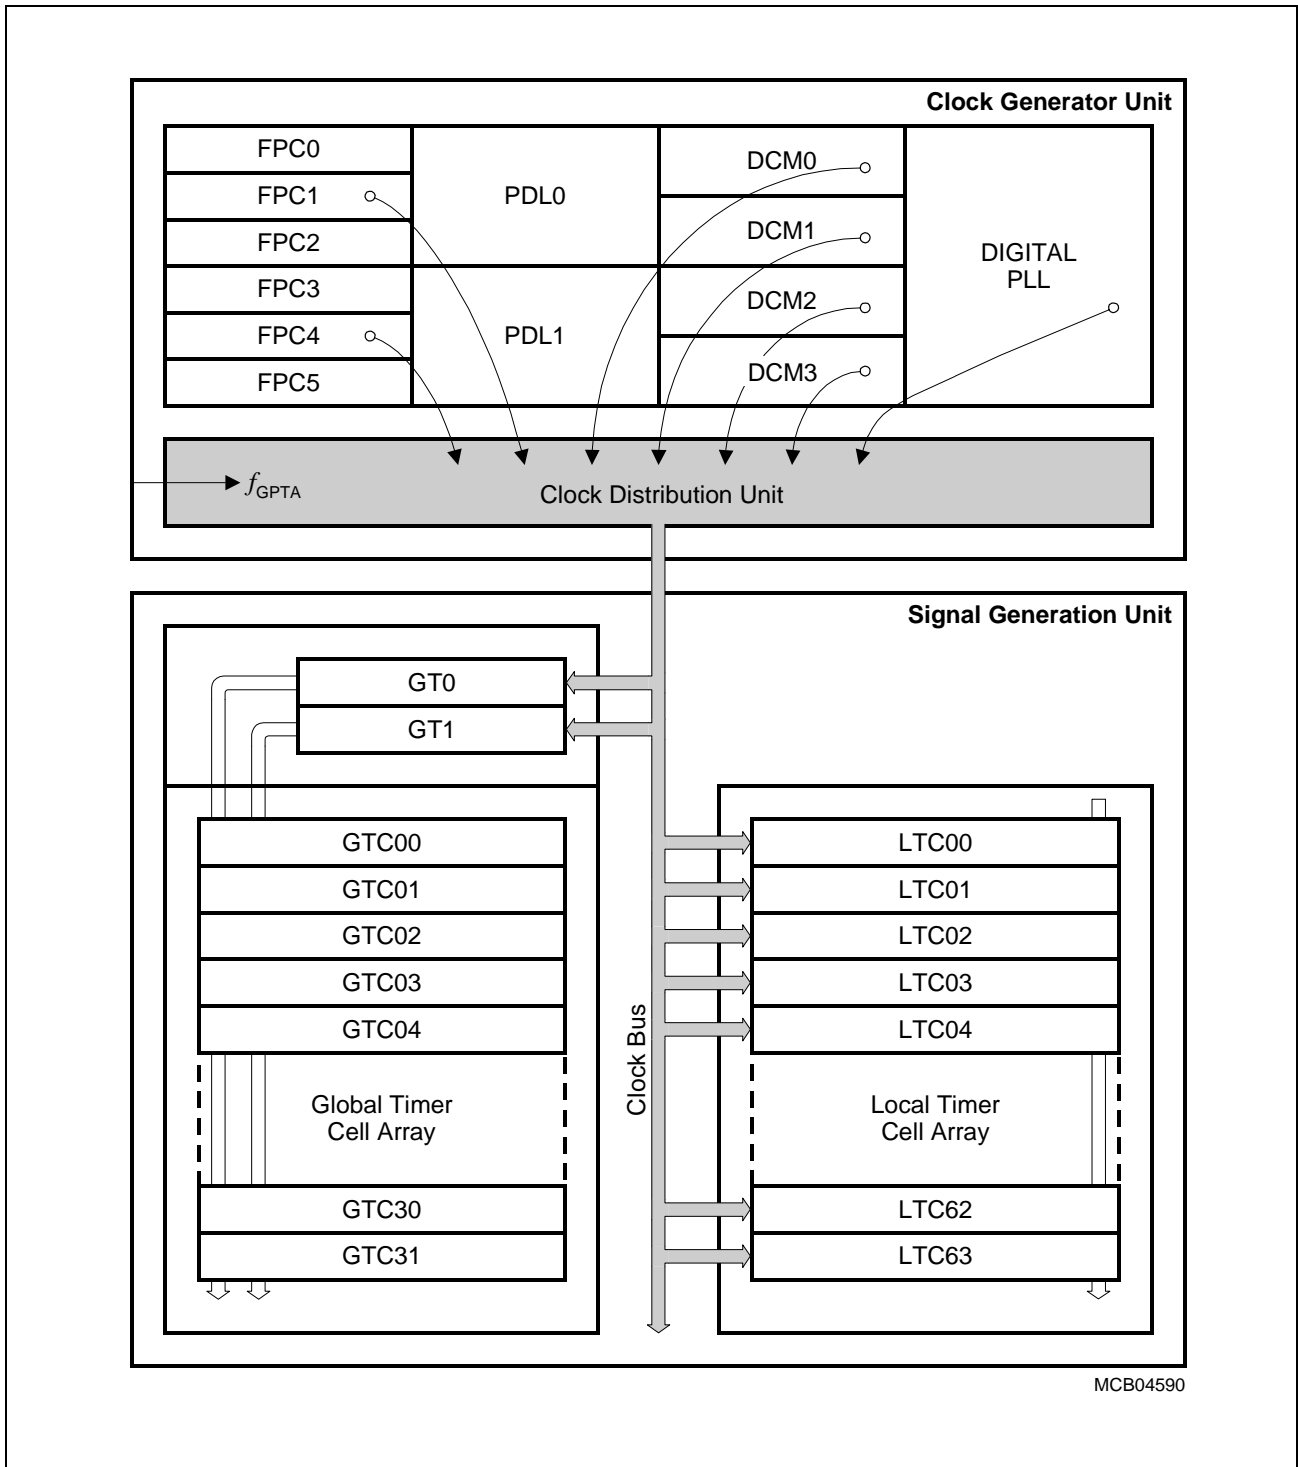 Clock Generator Unit
FPC0
FPC1
FPC2
FPC3
FPC4
FPC5
PDL0
PDL1
DCM0
DCM1
DCM2
DCM3
DIGITAL
PLL
fGPTA
Clock Distribution Unit
Signal Generation Unit
GT0
GT1
GTC00
GTC01
GTC02
GTC03
GTC04
Global Timer
Cell Array
GTC30
GTC31
Clock Bus
LTC00
LTC01
LTC02
LTC03
LTC04
Local Timer
Cell Array
LTC62
LTC63
MCB04590